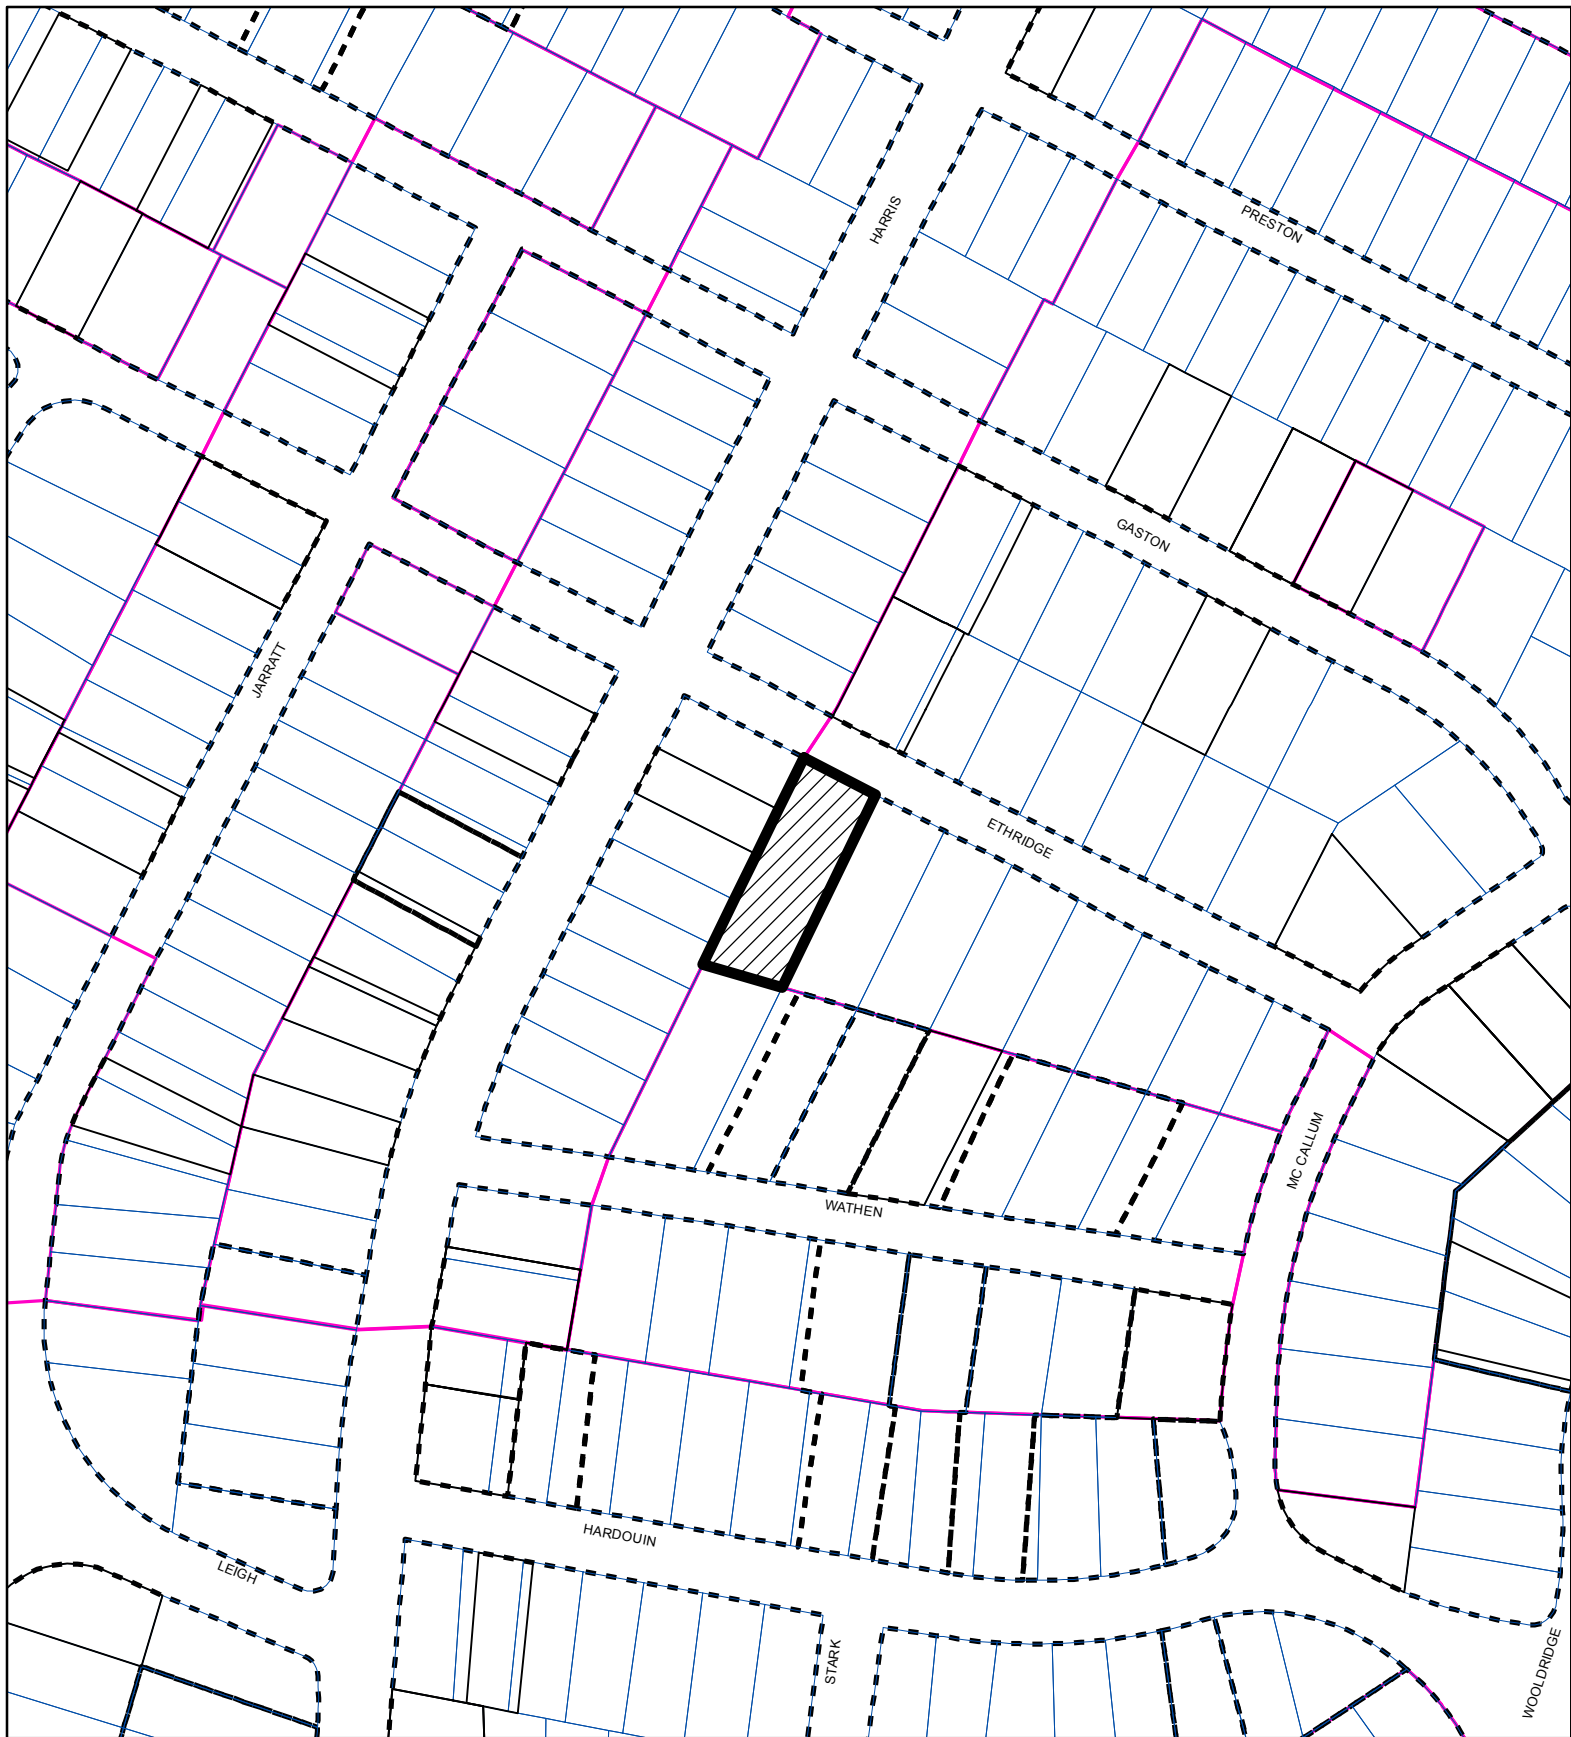 HARRIS
PRESTON
GASTON
JARRATT
ETHRIDGE
MC CALLUM
WATHEN
HARDOUIN
LEIGH
STARK
WOOLDRIDGE